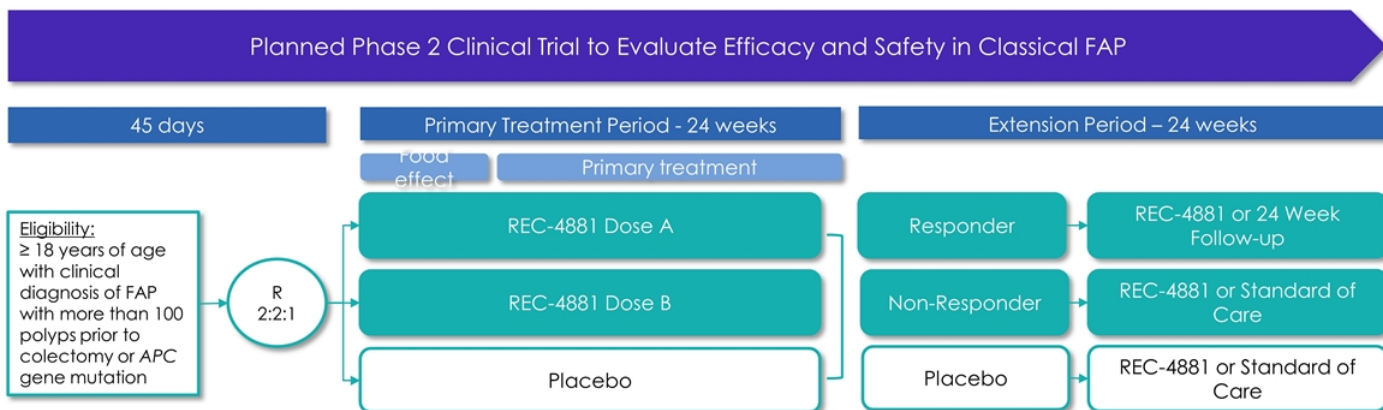 Planned Phase 2 Clinical Trial to Evaluate Efficacy and Safety in Classical FAP
45 days
Primary Treatment Period - 24 weeks
Extension Period – 24 weeks
Food
effect
Primary treatment
Eligibility:
≥ 18 years of age
with clinical
diagnosis of FAP
with more than 100
polyps prior to
colectomy or APC
gene mutation
R
2:2:1
REC-4881 Dose A
REC-4881 Dose B
Placebo
Responder
REC-4881 or 24 Week
Follow-up
Non-Responder
REC-4881 or Standard of
Care
Placebo
REC-4881 or Standard of
Care